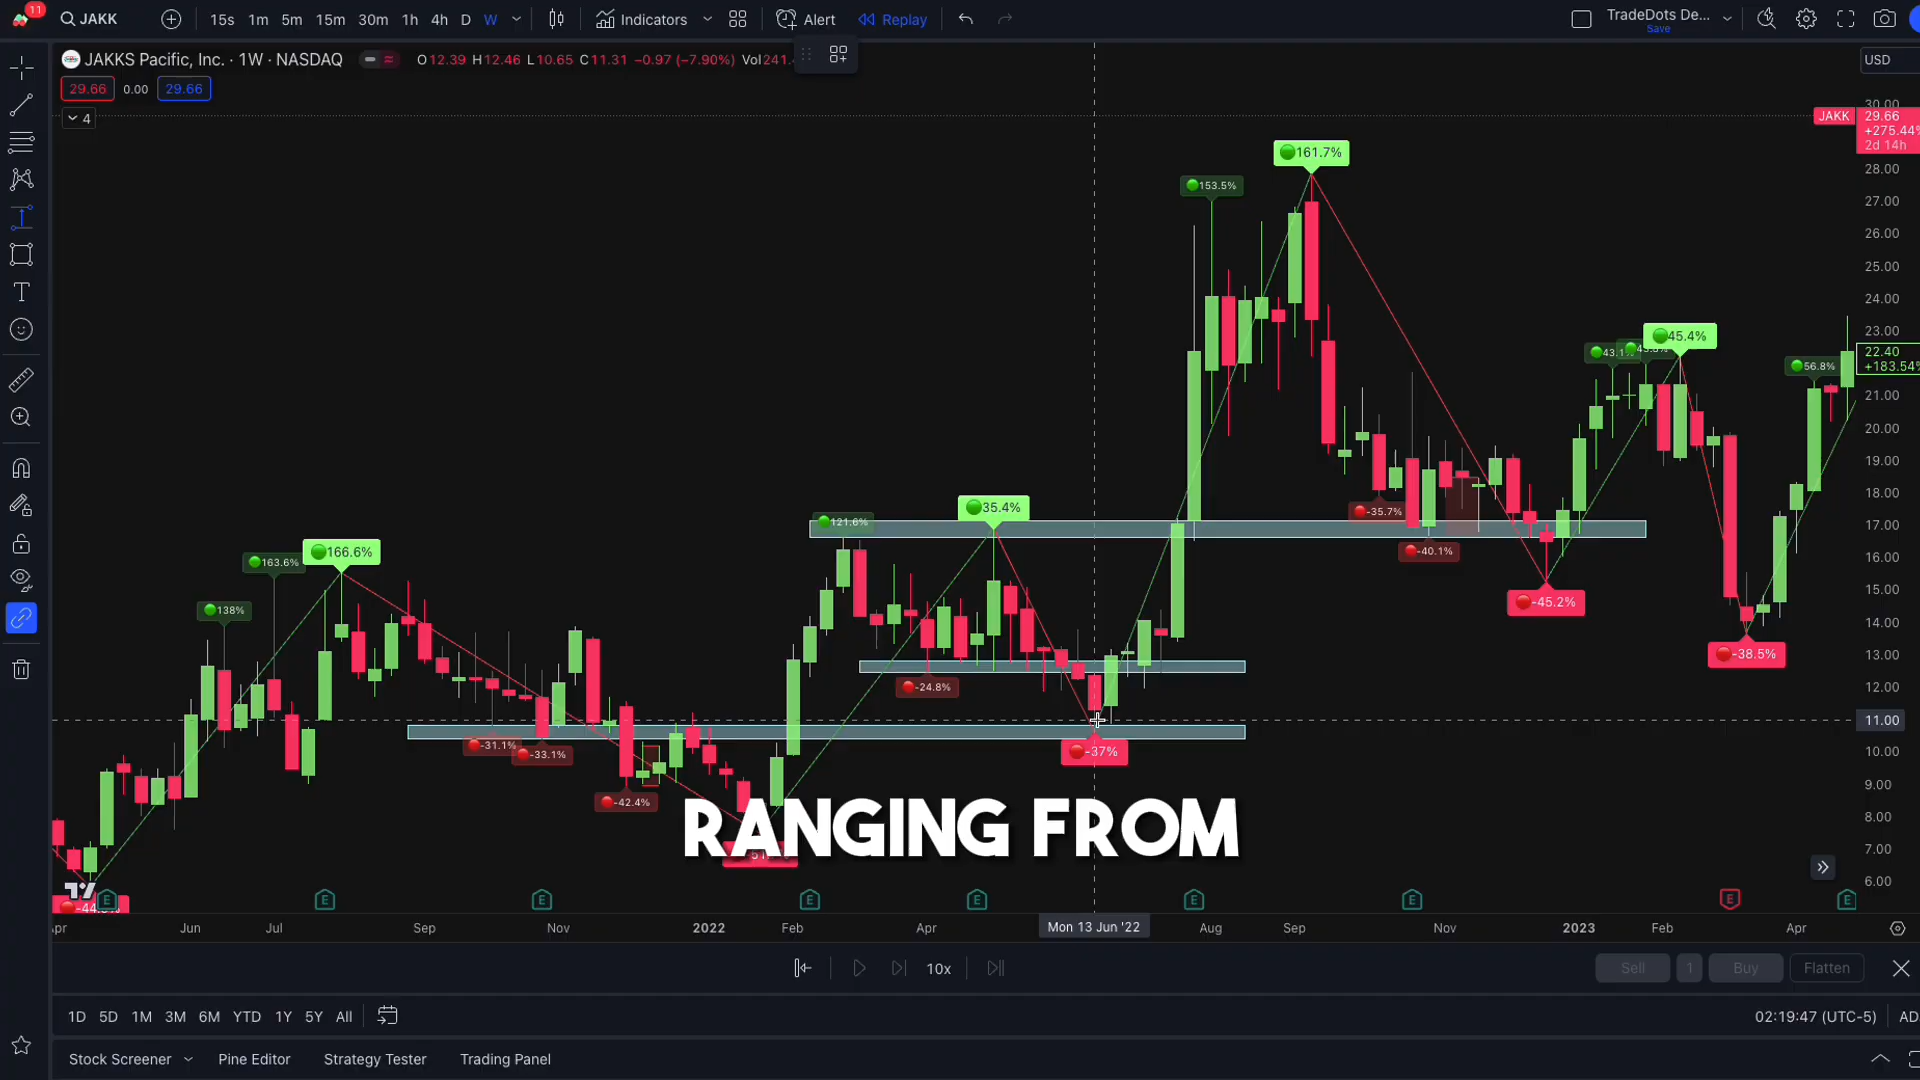 11
JAKK
15s 1m 5m 15m 30m 1h 4h D W
Indicators
Alert
Replay
TradeDots De...
Save
JAKKS Pacific, Inc. · 1W · NASDAQ
O12.39 H12.46 L10.65 C11.31 −0.97 (−7.90%) Vol241.
USD
29.66 0.00 29.66
4
30.00
JAKK 29.66
+275.44%
2d 14h
161.7%
28.00
153.5%
27.00
26.00
25.00
24.00
23.00
45.4%
43.1%
22.40
+183.54%
56.8%
21.00
20.00
19.00
18.00
35.4%
-35.7%
121.6%
17.00
166.6%
-40.1%
163.6%
16.00
15.00
138%
-45.2%
14.00
13.00
-38.5%
-24.8%
12.00
11.00
-31.1%
-33.1%
-37%
10.00
9.00
-42.4%
8.00
RANGING FROM
7.00
6.00
E E E E E E E E E
Jun Jul Sep Nov 2022 Feb Apr Mon 13 Jun '22 Aug Sep Nov 2023 Feb Apr
10x
Sell 1 Buy Flatten
1D 5D 1M 3M 6M YTD 1Y 5Y All
02:19:47 (UTC-5) AD
Stock Screener Pine Editor Strategy Tester Trading Panel